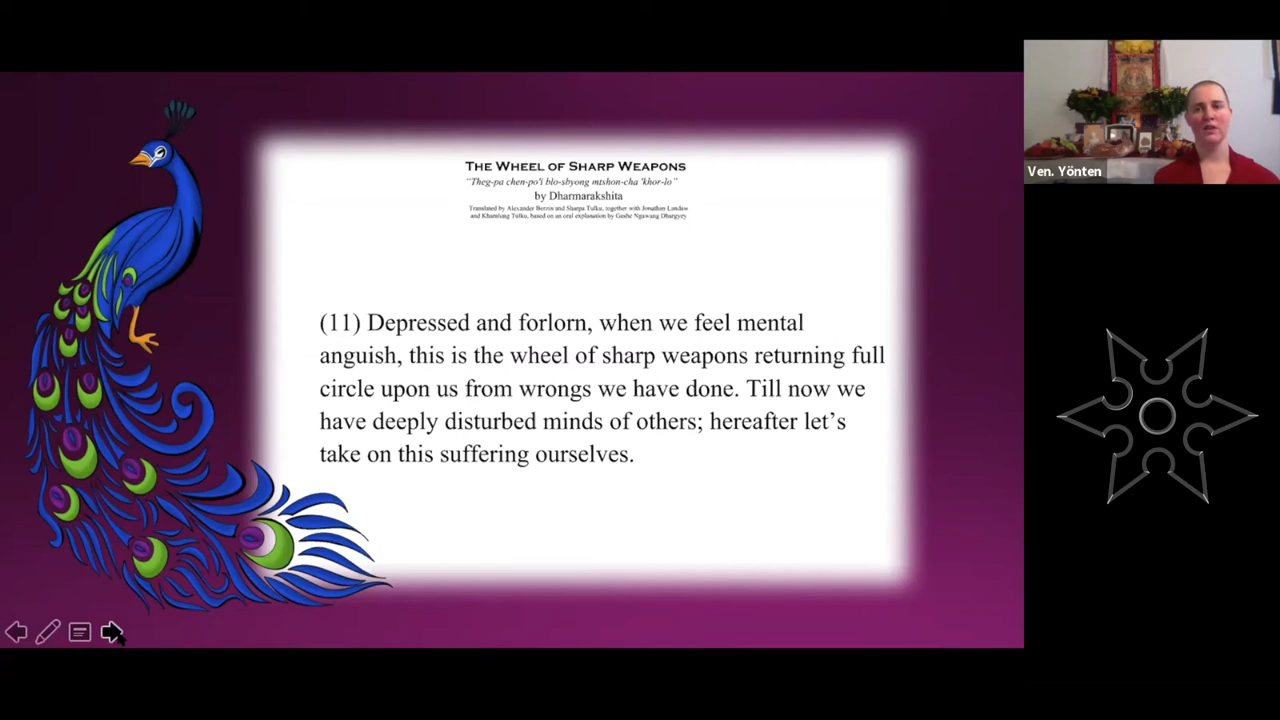 THE WHEEL OF SHARP WEAPONS
"Theg-pa chen-po'i blo-sbyong mtshon-cha 'khor-lo"
by Dharmarakshita
Translated by Alexander Berzin and Sharpa Tulku, together with Jonathan Landaw
and Khamlung Tulku, based on an oral explanation by Geshe Ngawang Dhargyey
(11) Depressed and forlorn, when we feel mental
anguish, this is the wheel of sharp weapons returning full
circle upon us from wrongs we have done. Till now we
have deeply disturbed minds of others; hereafter let's
take on this suffering ourselves.
Ven. Yönten